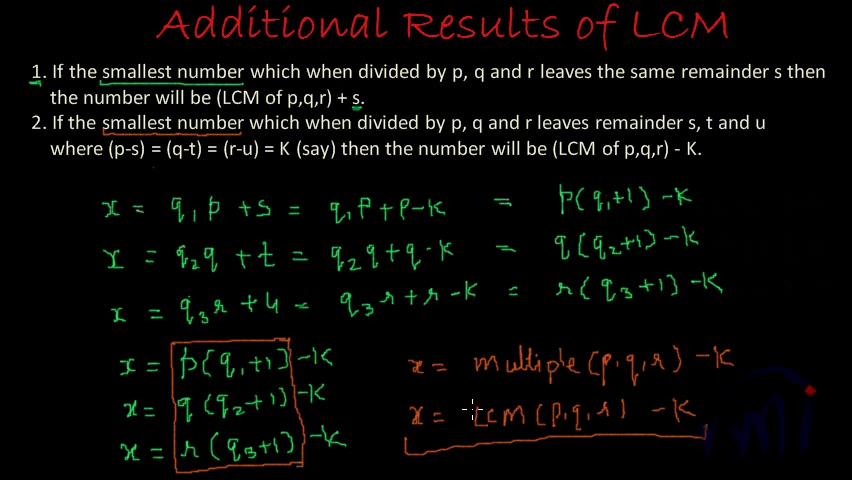 Additional Results of LCM
1. If the smallest number which when divided by p, q and r leaves the same remainder s then
the number will be (LCM of p,q,r) + s.
2. If the smallest number which when divided by p, q and r leaves remainder s, t and u
where (p-s) = (q-t) = (r-u) = K (say) then the number will be (LCM of p,q,r) - K.
x = q₁p + s = q₁p + p - K = p(q₁+1) - K
x = q₂q + t = q₂q + q - K = q(q₂+1) - K
x = q₃r + u = q₃r + r - K = r(q₃+1) - K
x = p(q₁+1) - K
x = q(q₂+1) - K
x = r(q₃+1) - K
x = multiple(p,q,r) - K
x = LCM(p,q,r) - K